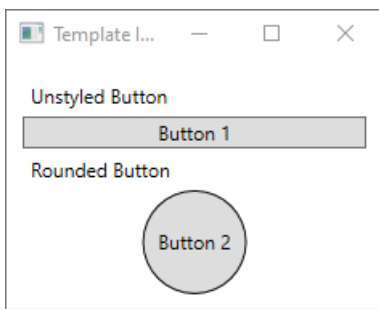 Template I...
Unstyled Button
Button 1
Rounded Button
Button 2